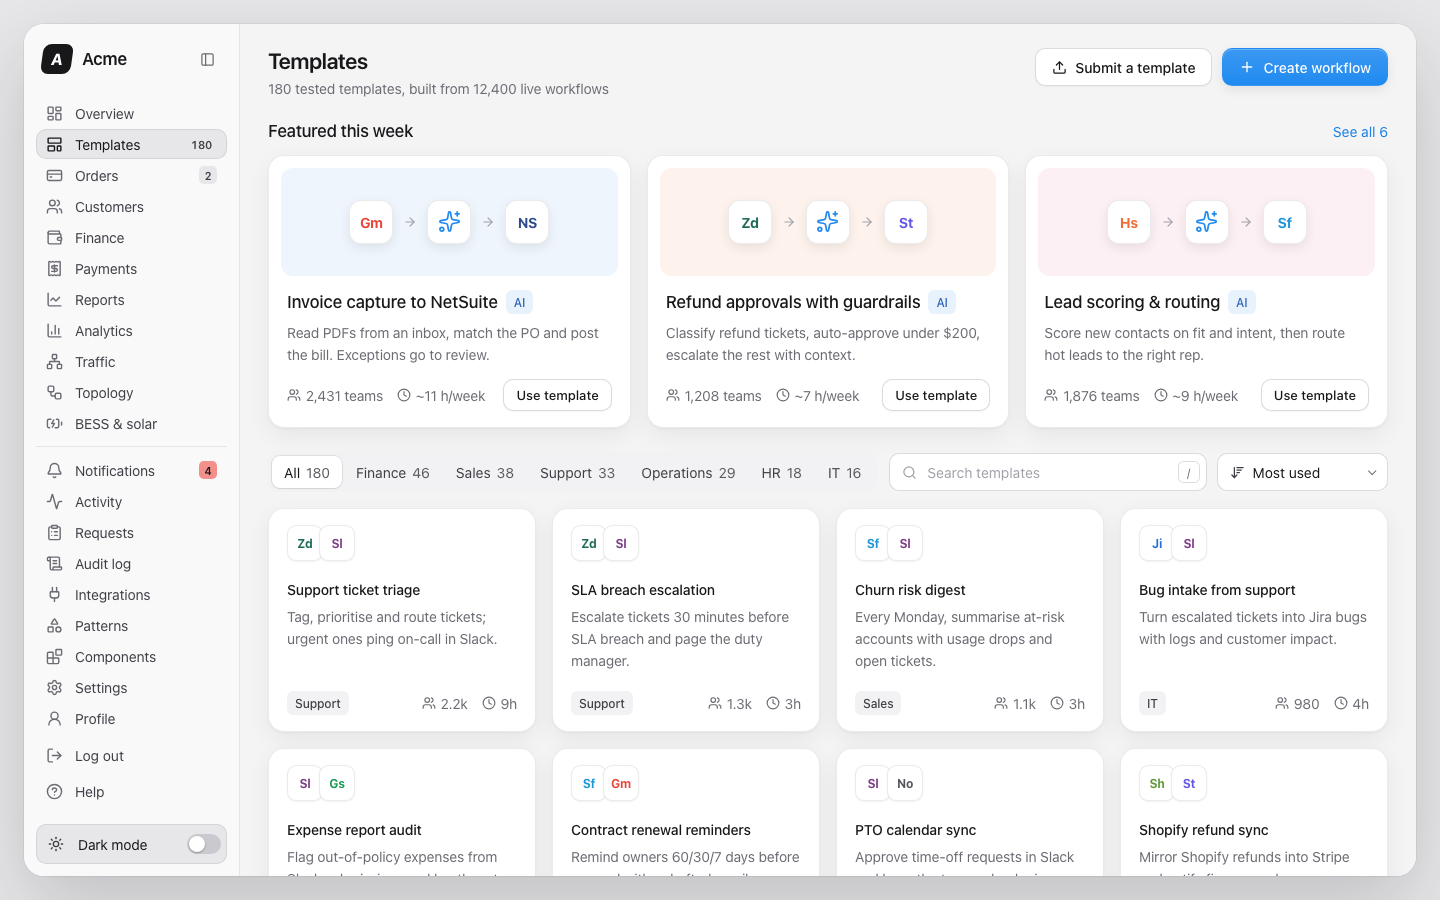 A Acme
Overview
Templates 180
Orders 2
Customers
Finance
Payments
Reports
Analytics
Traffic
Topology
BESS & solar
Notifications 4
Activity
Requests
Audit log
Integrations
Patterns
Components
Settings
Profile
Log out
Help
Dark mode
Templates
180 tested templates, built from 12,400 live workflows
Submit a template
Create workflow
Featured this week
See all 6
Gm NS
Invoice capture to NetSuite AI
Read PDFs from an inbox, match the PO and post
the bill. Exceptions go to review.
2,431 teams ~11 h/week Use template
Zd St
Refund approvals with guardrails AI
Classify refund tickets, auto-approve under $200,
escalate the rest with context.
1,208 teams ~7 h/week Use template
Hs Sf
Lead scoring & routing AI
Score new contacts on fit and intent, then route
hot leads to the right rep.
1,876 teams ~9 h/week Use template
All 180 Finance 46 Sales 38 Support 33 Operations 29 HR 18 IT 16
Search templates /
Most used
Zd Sl
Support ticket triage
Tag, prioritise and route tickets;
urgent ones ping on-call in Slack.
Support 2.2k 9h
Zd Sl
SLA breach escalation
Escalate tickets 30 minutes before
SLA breach and page the duty
manager.
Support 1.3k 3h
Sf Sl
Churn risk digest
Every Monday, summarise at-risk
accounts with usage drops and
open tickets.
Sales 1.1k 3h
Ji Sl
Bug intake from support
Turn escalated tickets into Jira bugs
with logs and customer impact.
IT 980 4h
Sl Gs
Expense report audit
Flag out-of-policy expenses from
Sf Gm
Contract renewal reminders
Remind owners 60/30/7 days before
Sl No
PTO calendar sync
Approve time-off requests in Slack
Sh St
Shopify refund sync
Mirror Shopify refunds into Stripe